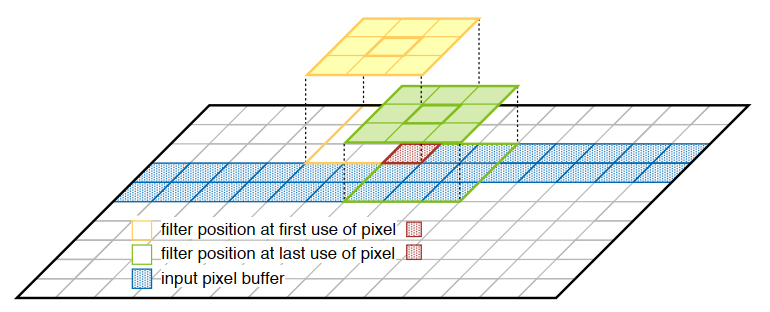 filter position at first use of pixel
filter position at last use of pixel
input pixel buffer